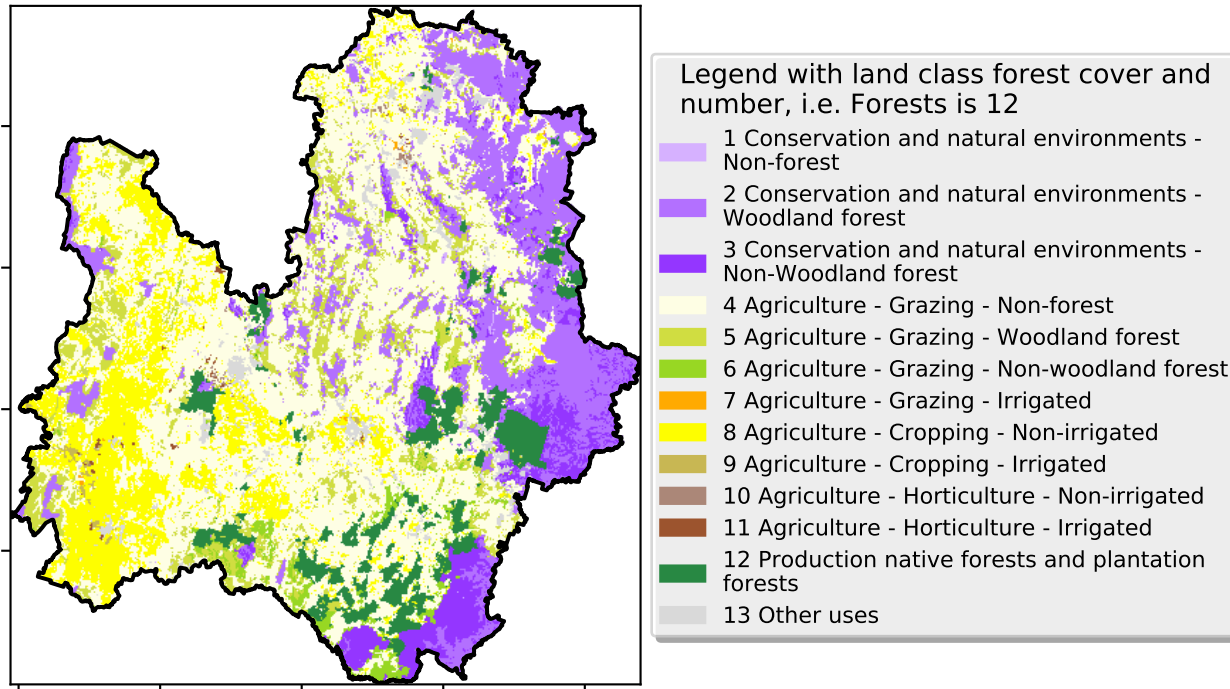 Legend with land class forest cover and
number, i.e. Forests is 12
1 Conservation and natural environments -
Non-forest
2 Conservation and natural environments -
Woodland forest
3 Conservation and natural environments -
Non-Woodland forest
4 Agriculture - Grazing - Non-forest
5 Agriculture - Grazing - Woodland forest
6 Agriculture - Grazing - Non-woodland forest
7 Agriculture - Grazing - Irrigated
8 Agriculture - Cropping - Non-irrigated
9 Agriculture - Cropping - Irrigated
10 Agriculture - Horticulture - Non-irrigated
11 Agriculture - Horticulture - Irrigated
12 Production native forests and plantation
forests
13 Other uses